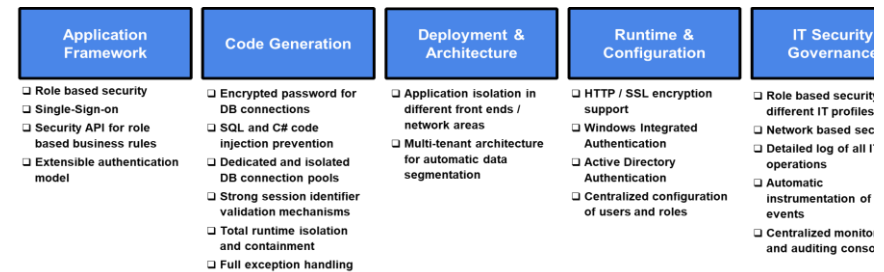 Application
Framework
❑ Role based security
❑ Single-Sign-on
❑ Security API for role
based business rules
❑ Extensible authentication
model
Code Generation
❑ Encrypted password for
DB connections
❑ SQL and C# code
injection prevention
❑ Dedicated and isolated
DB connection pools
❑ Strong session identifier
validation mechanisms
❑ Total runtime isolation
and containment
❑ Full exception handling
Deployment &
Architecture
❑ Application isolation in
different front ends /
network areas
❑ Multi-tenant architecture
for automatic data
segmentation
Runtime &
Configuration
❑ HTTP / SSL encryption
support
❑ Windows Integrated
Authentication
❑ Active Directory
Authentication
❑ Centralized configuration
of users and roles
IT Security
Governance
❑ Role based security
different IT profiles
❑ Network based
❑ Detailed log of all
operations
❑ Automatic
instrumentation of
events
❑ Centralized
and auditing